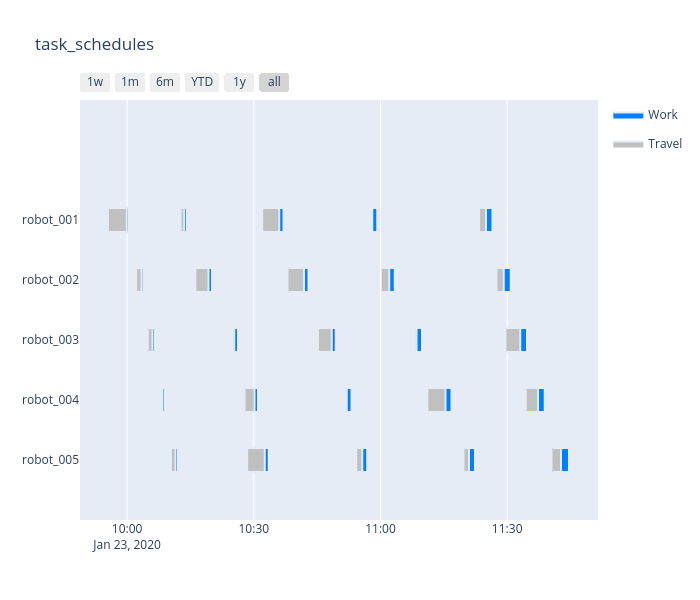 task_schedules
1w 1m 6m YTD 1y all
Work
Travel
robot_001
robot_002
robot_003
robot_004
robot_005
10:00 10:30 11:00 11:30
Jan 23, 2020